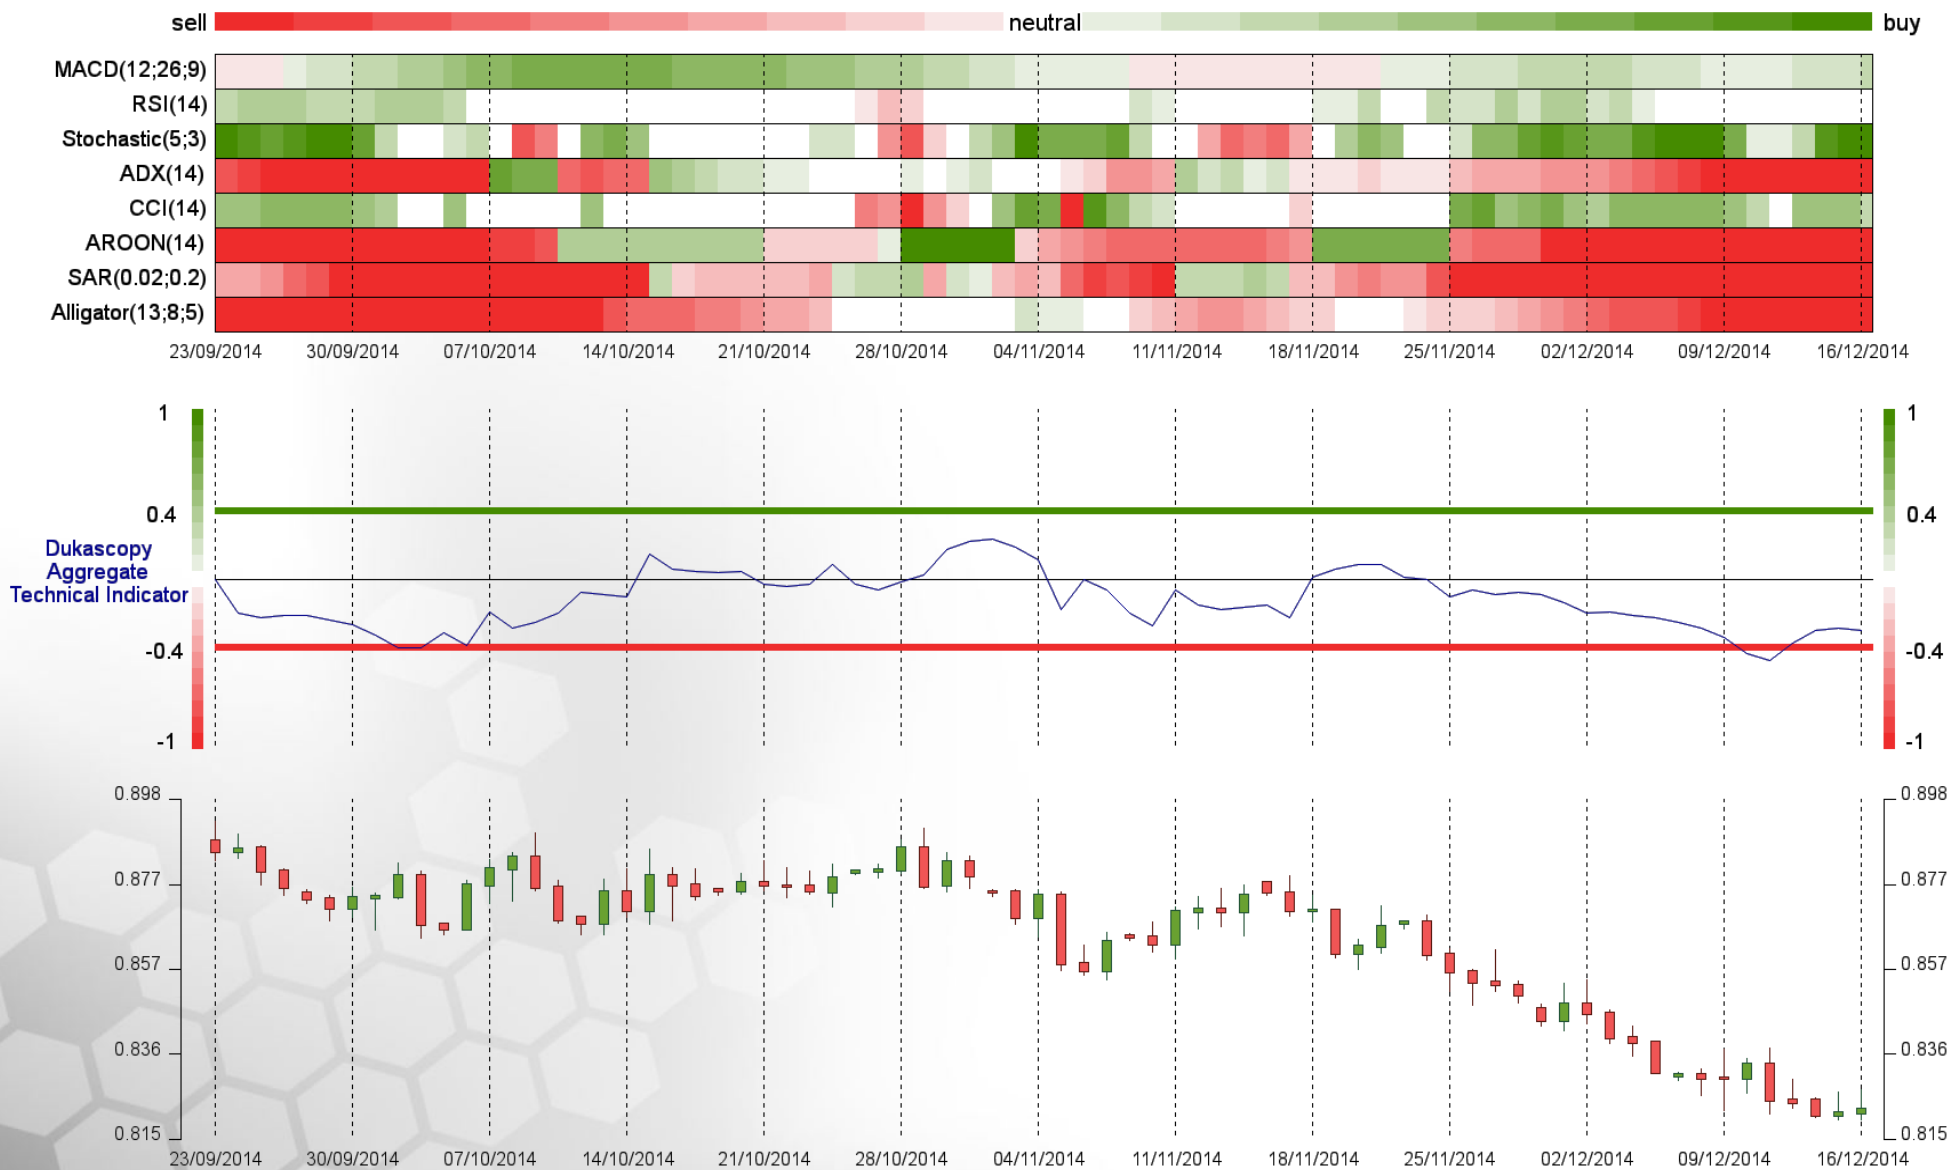 sell neutral buy
MACD(12;26;9)
RSI(14)
Stochastic(5;3)
ADX(14)
CCI(14)
AROON(14)
SAR(0.02;0.2)
Alligator(13;8;5)
23/09/2014 30/09/2014 07/10/2014 14/10/2014 21/10/2014 28/10/2014 04/11/2014 11/11/2014 18/11/2014 25/11/2014 02/12/2014 09/12/2014 16/12/2014
1 1
0.4 0.4
Dukascopy
Aggregate
Technical Indicator
-0.4 -0.4
-1 -1
0.898 0.898
0.877 0.877
0.857 0.857
0.836 0.836
0.815 0.815
23/09/2014 30/09/2014 07/10/2014 14/10/2014 21/10/2014 28/10/2014 04/11/2014 11/11/2014 18/11/2014 25/11/2014 02/12/2014 09/12/2014 16/12/2014